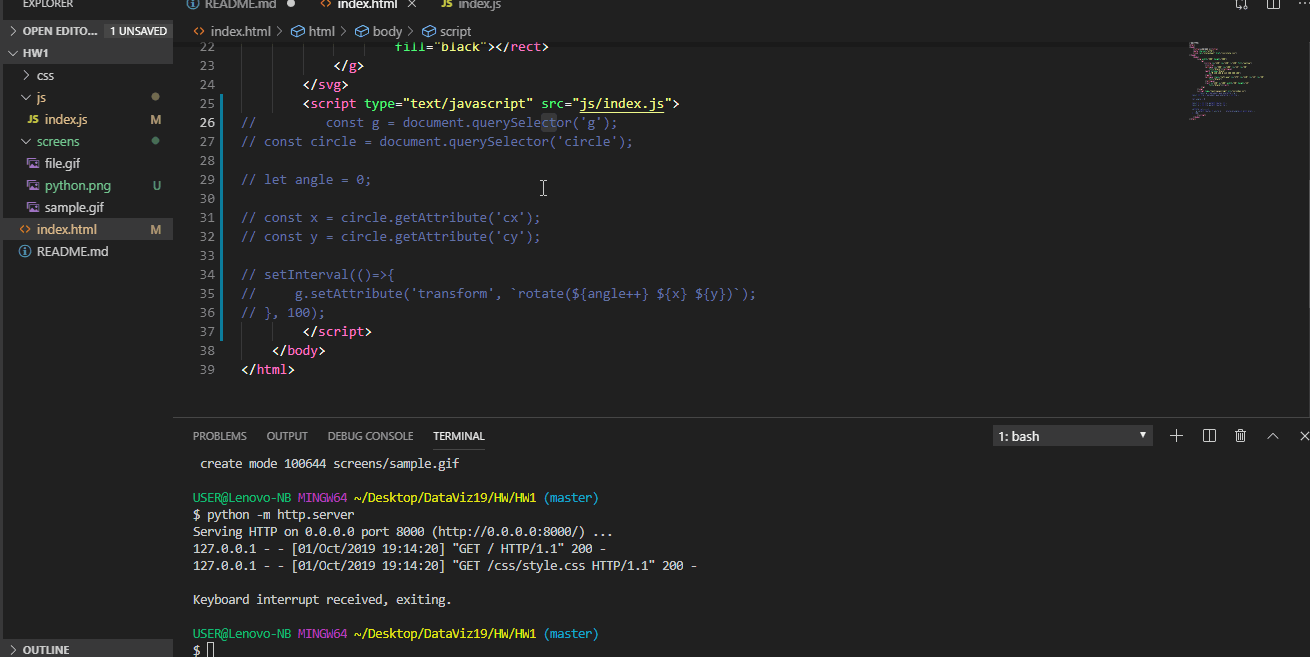 EXPLORER
README.md ● index.html × JS index.js
OPEN EDITO... 1 UNSAVED
index.html > html > body > script
HW1
css
js
JS index.js M
screens
file.gif
python.png U
sample.gif
index.html M
README.md
OUTLINE
22 fill="black"></rect>
23 </g>
24 </svg>
25 <script type="text/javascript" src="js/index.js">
26 // const g = document.querySelector('g');
27 // const circle = document.querySelector('circle');
28
29 // let angle = 0;
30
31 // const x = circle.getAttribute('cx');
32 // const y = circle.getAttribute('cy');
33
34 // setInterval(()=>{
35 // g.setAttribute('transform', `rotate(${angle++} ${x} ${y})`);
36 // }, 100);
37 </script>
38 </body>
39 </html>
PROBLEMS OUTPUT DEBUG CONSOLE TERMINAL 1: bash
create mode 100644 screens/sample.gif
USER@Lenovo-NB MINGW64 ~/Desktop/DataViz19/HW/HW1 (master)
$ python -m http.server
Serving HTTP on 0.0.0.0 port 8000 (http://0.0.0.0:8000/) ...
127.0.0.1 - - [01/Oct/2019 19:14:20] "GET / HTTP/1.1" 200 -
127.0.0.1 - - [01/Oct/2019 19:14:20] "GET /css/style.css HTTP/1.1" 200 -
Keyboard interrupt received, exiting.
USER@Lenovo-NB MINGW64 ~/Desktop/DataViz19/HW/HW1 (master)
$